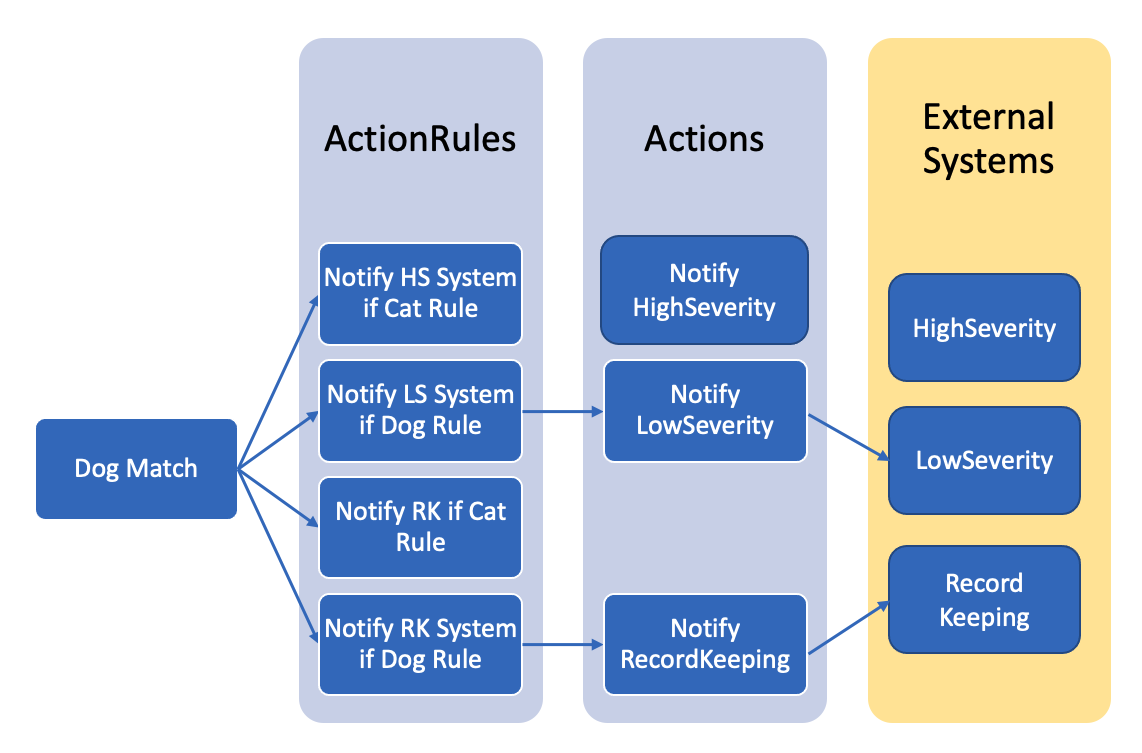 ActionRules
Actions
External
Systems
Dog Match
Notify HS System
if Cat Rule
Notify LS System
if Dog Rule
Notify RK if Cat
Rule
Notify RK System
if Dog Rule
Notify
HighSeverity
Notify
LowSeverity
Notify
RecordKeeping
HighSeverity
LowSeverity
Record
Keeping